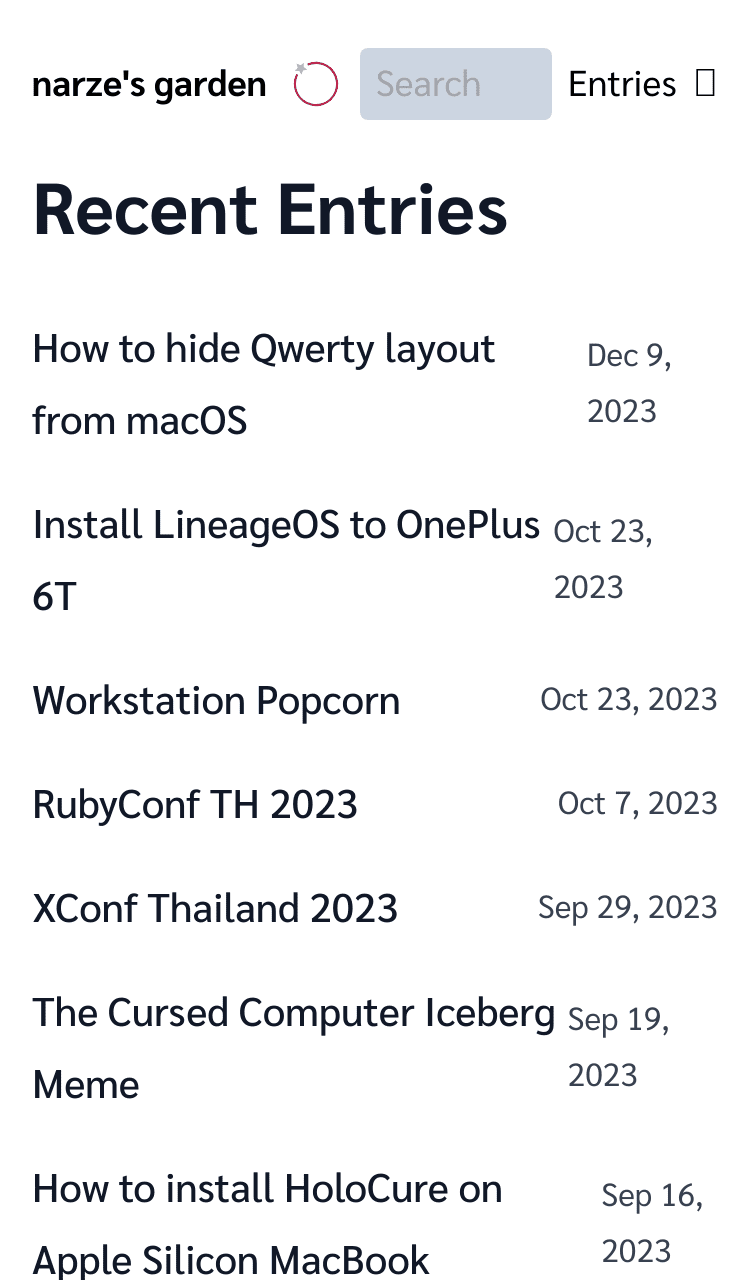 narze's garden Search Entries
Recent Entries
How to hide Qwerty layout
from macOS
Dec 9,
2023
Install LineageOS to OnePlus
6T
Oct 23,
2023
Workstation Popcorn Oct 23, 2023
RubyConf TH 2023 Oct 7, 2023
XConf Thailand 2023 Sep 29, 2023
The Cursed Computer Iceberg
Meme
Sep 19,
2023
How to install HoloCure on
Apple Silicon MacBook
Sep 16,
2023